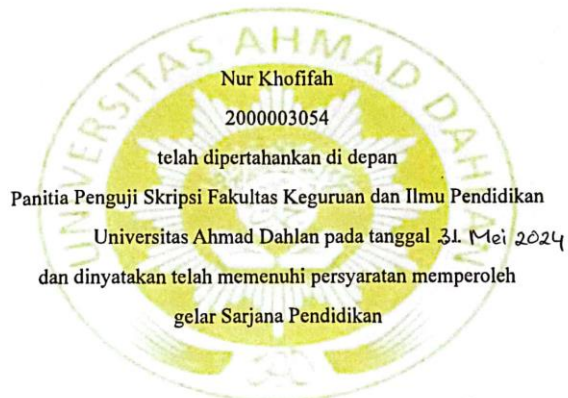 UNIVERSITAS AHMAD DAHLAN
Nur Khofifah
2000003054
telah dipertahankan di depan
Panitia Penguji Skripsi Fakultas Keguruan dan Ilmu Pendidikan
Universitas Ahmad Dahlan pada tanggal 31. Mei 2024
dan dinyatakan telah memenuhi persyaratan memperoleh
gelar Sarjana Pendidikan